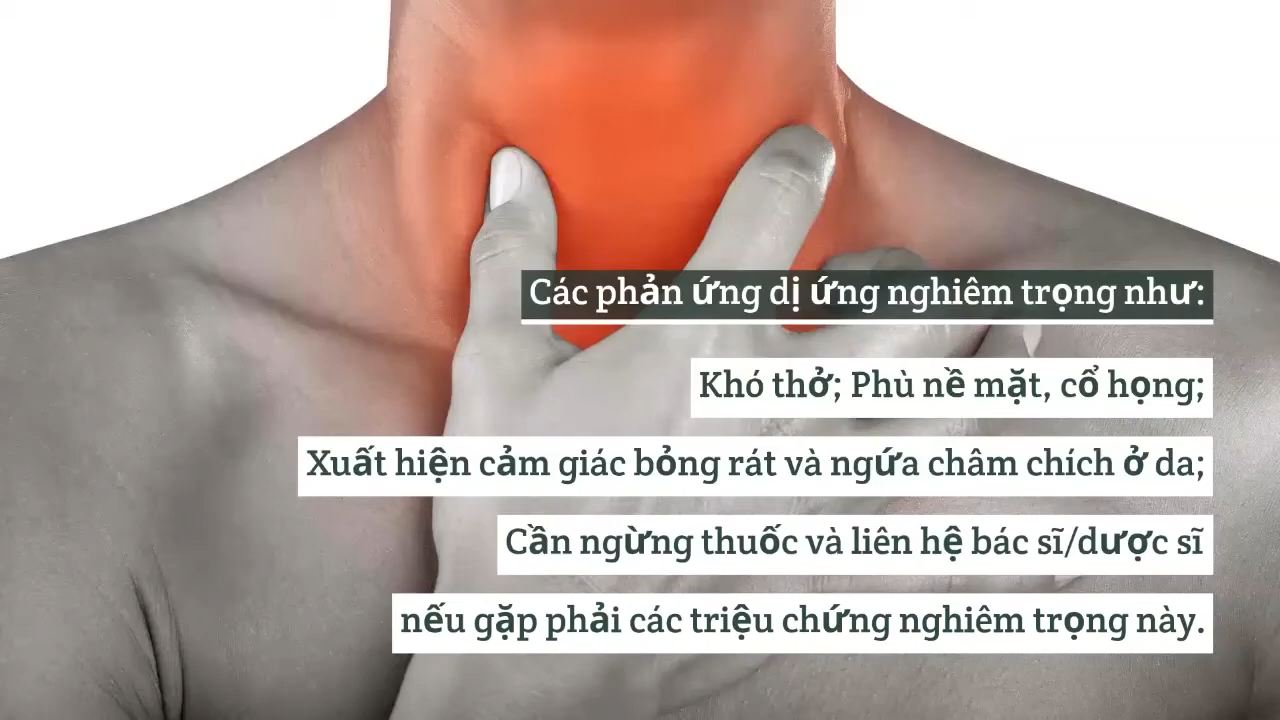 Các phản ứng dị ứng nghiêm trọng như:
Khó thở; Phù nề mặt, cổ họng;
Xuất hiện cảm giác bỏng rát và ngứa châm chích ở da;
Cần ngừng thuốc và liên hệ bác sĩ/dược sĩ
nếu gặp phải các triệu chứng nghiêm trọng này.